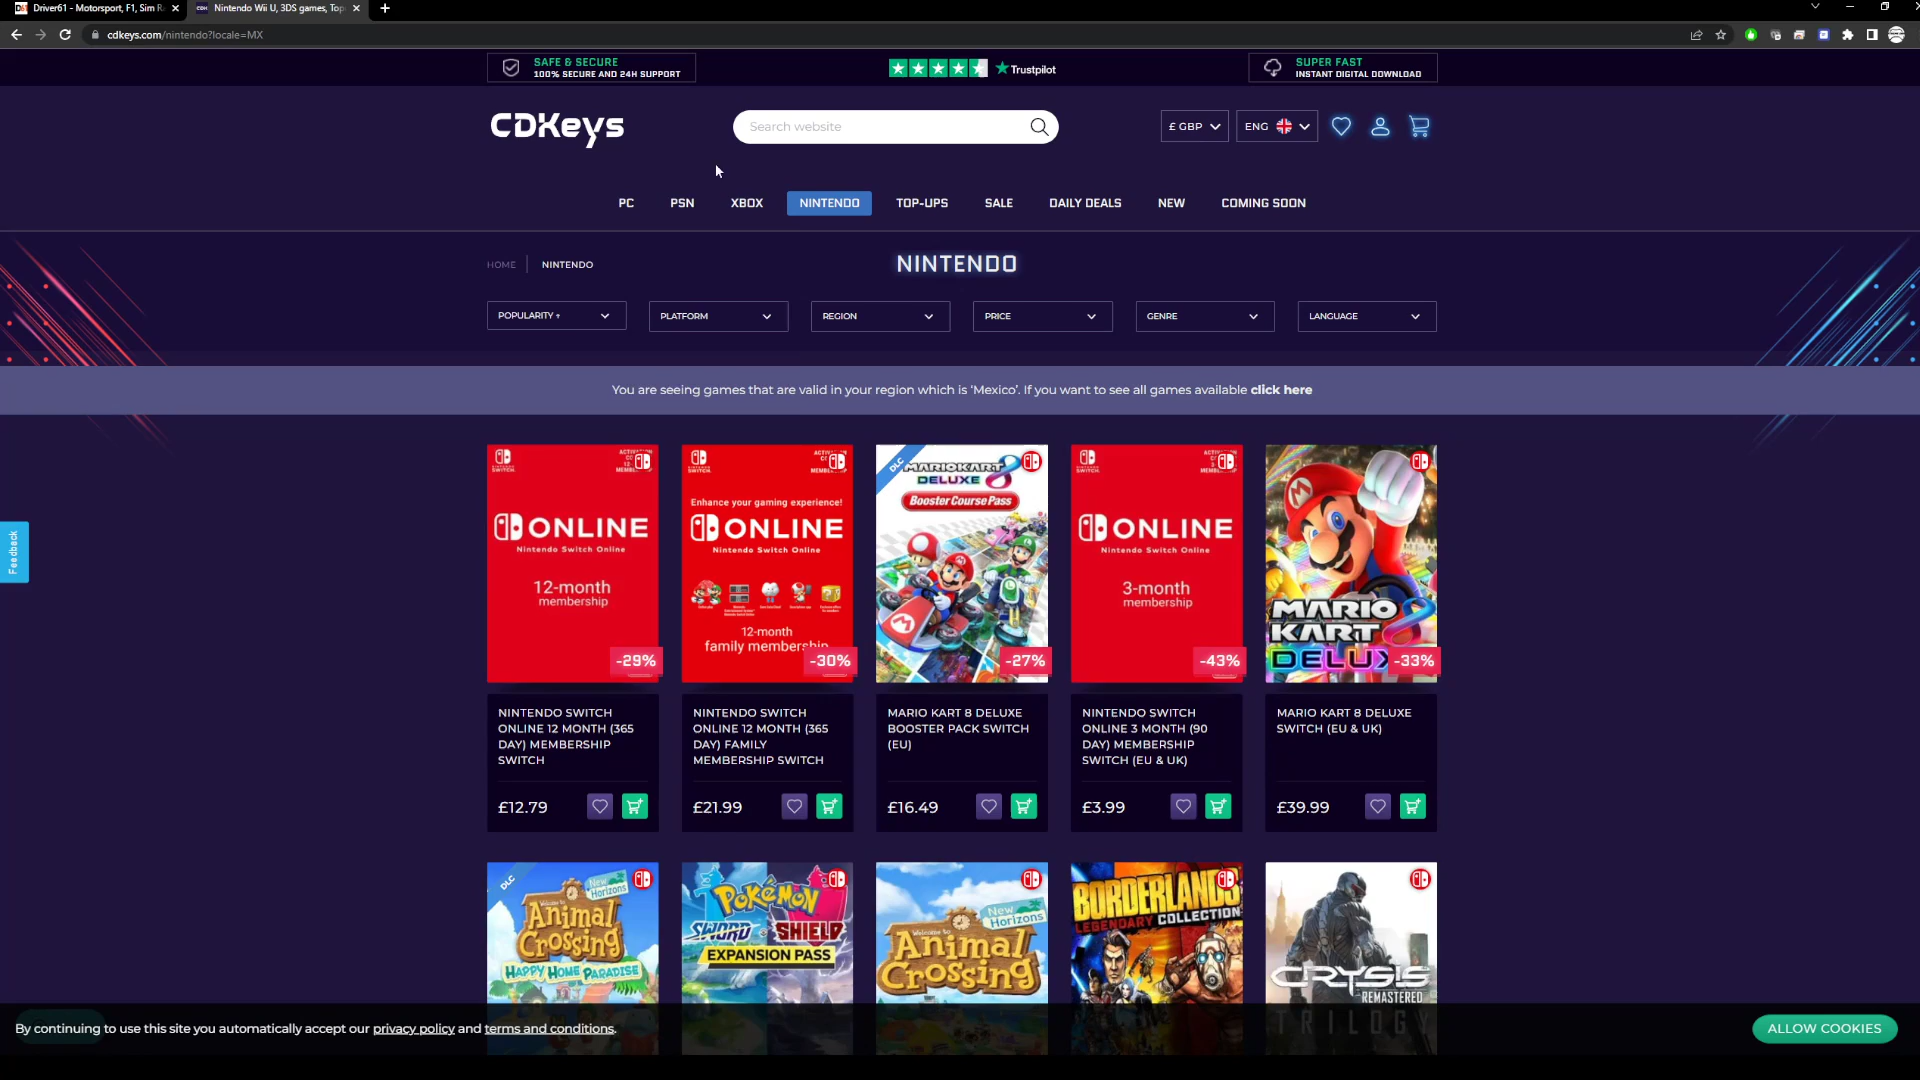 Driver61 - Motorsport, F1, Sim R
Nintendo Wii U, 3DS games, Top
cdkeys.com/nintendo?locale=MX
SAFE & SECURE
100% SECURE AND 24H SUPPORT
Trustpilot
SUPER FAST
INSTANT DIGITAL DOWNLOAD
CDKeys
Search website
£ GBP
ENG
PC
PSN
XBOX
NINTENDO
TOP-UPS
SALE
DAILY DEALS
NEW
COMING SOON
HOME
NINTENDO
NINTENDO
POPULARITY
PLATFORM
REGION
PRICE
GENRE
LANGUAGE
You are seeing games that are valid in your region which is 'Mexico'. If you want to see all games available click here
Feedback
ONLINE
Nintendo Switch Online
12-month
membership
-29%
Enhance your gaming experience!
ONLINE
Nintendo Switch Online
12-month
family membership
-30%
DLC
MARIOKART 8
DELUXE
Booster Course Pass
-27%
ONLINE
Nintendo Switch Online
3-month
membership
-43%
MARIO
KART 8
DELUX
-33%
NINTENDO SWITCH
ONLINE 12 MONTH (365
DAY) MEMBERSHIP
SWITCH
£12.79
NINTENDO SWITCH
ONLINE 12 MONTH (365
DAY) FAMILY
MEMBERSHIP SWITCH
£21.99
MARIO KART 8 DELUXE
BOOSTER PACK SWITCH
(EU)
£16.49
NINTENDO SWITCH
ONLINE 3 MONTH (90
DAY) MEMBERSHIP
SWITCH (EU & UK)
£3.99
MARIO KART 8 DELUXE
SWITCH (EU & UK)
£39.99
DLC
New
Horizons
Welcome to
Animal
Crossing
HAPPY HOME PARADISE
POKéMON
SWORD SHIELD
EXPANSION PASS
New
Horizons
Welcome to
Animal
Crossing
BORDERLANDS
LEGENDARY COLLECTION
CRYSIS
REMASTERED
TRILOGY
By continuing to use this site you automatically accept our privacy policy and terms and conditions.
ALLOW COOKIES